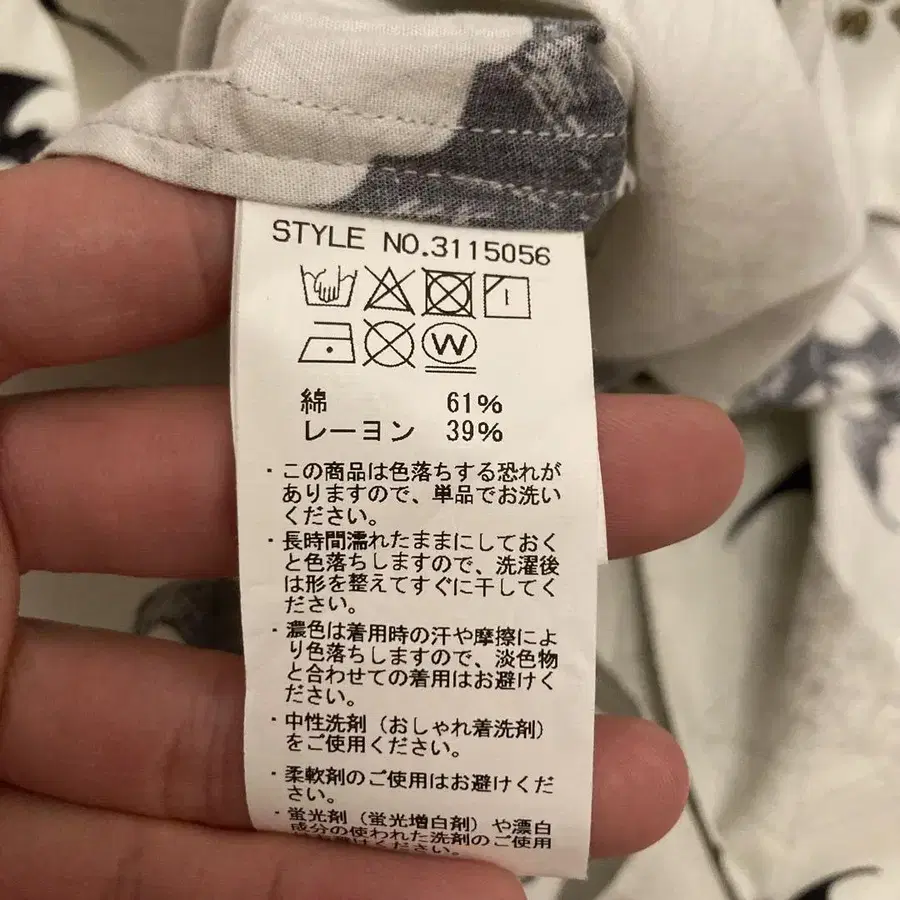 STYLE NO.3115056
W
綿 61%
レーヨン 39%
・この商品は色落ちする恐れが
ありますので、単品でお洗い
ください。
・長時間濡れたままにしておく
と色落ちしますので、洗濯後
は形を整えてすぐに干してく
ださい。
・濃色は着用時の汗や摩擦によ
り色落ちしますので、淡色物
と合わせての着用はお避けく
ださい。
・中性洗剤（おしゃれ着洗剤）
をご使用ください。
・柔軟剤のご使用はお避けくだ
さい。
・蛍光剤（蛍光増白剤）や漂白
成分の使われた洗剤のご使用
はお避けください。